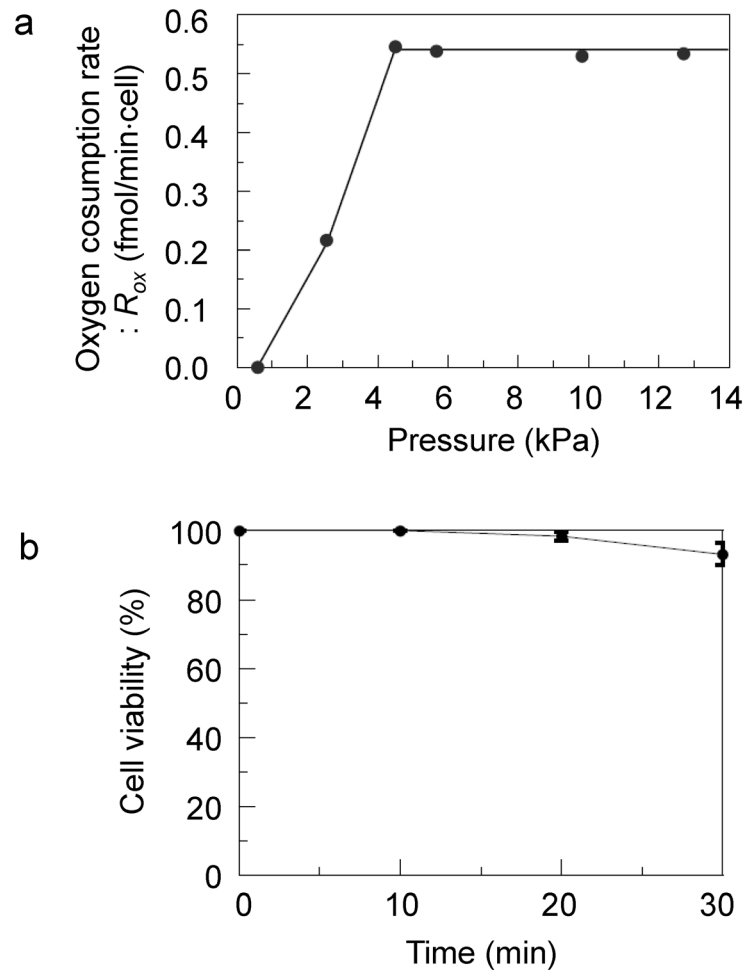 a
Oxygen cosumption rate
: Rox (fmol/min·cell)
0.6
0.5
0.4
0.3
0.2
0.1
0.0
0 2 4 6 8 10 12 14
Pressure (kPa)
b
Cell viability (%)
100
80
60
40
20
0
0 10 20 30
Time (min)